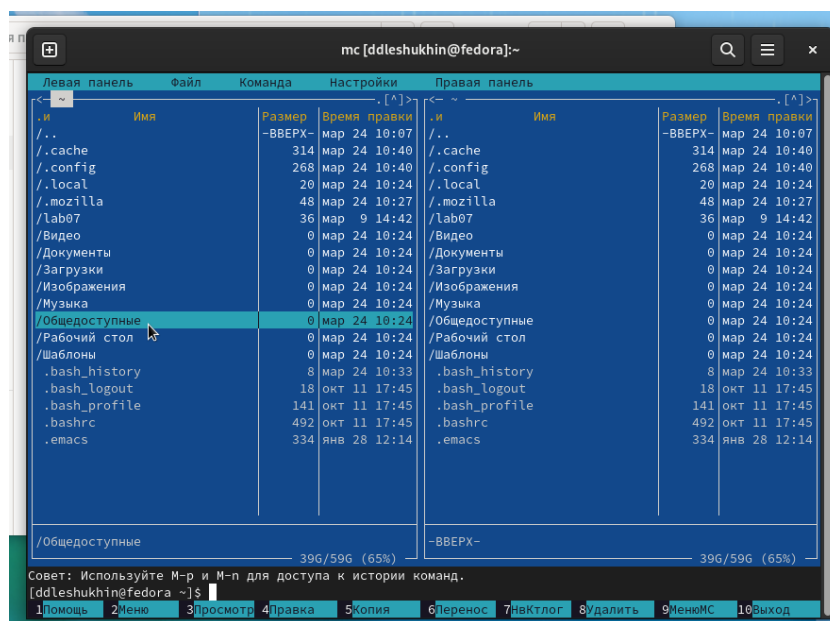 я п
mc [ddleshukhin@fedora]:~
Левая панель Файл Команда Настройки Правая панель
<— ~ —.[^]>
.и Имя Размер Время правки
/.. -ВВЕРХ- мар 24 10:07
/.cache 314 мар 24 10:40
/.config 268 мар 24 10:40
/.local 20 мар 24 10:24
/.mozilla 48 мар 24 10:27
/lab07 36 мар 9 14:42
/Видео 0 мар 24 10:24
/Документы 0 мар 24 10:24
/Загрузки 0 мар 24 10:24
/Изображения 0 мар 24 10:24
/Музыка 0 мар 24 10:24
/Общедоступные 0 мар 24 10:24
/Рабочий стол 0 мар 24 10:24
/Шаблоны 0 мар 24 10:24
.bash_history 8 мар 24 10:33
.bash_logout 18 окт 11 17:45
.bash_profile 141 окт 11 17:45
.bashrc 492 окт 11 17:45
.emacs 334 янв 28 12:14
/Общедоступные
39G/59G (65%)
<— ~ —.[^]>
.и Имя Размер Время правки
/.. -ВВЕРХ- мар 24 10:07
/.cache 314 мар 24 10:40
/.config 268 мар 24 10:40
/.local 20 мар 24 10:24
/.mozilla 48 мар 24 10:27
/lab07 36 мар 9 14:42
/Видео 0 мар 24 10:24
/Документы 0 мар 24 10:24
/Загрузки 0 мар 24 10:24
/Изображения 0 мар 24 10:24
/Музыка 0 мар 24 10:24
/Общедоступные 0 мар 24 10:24
/Рабочий стол 0 мар 24 10:24
/Шаблоны 0 мар 24 10:24
.bash_history 8 мар 24 10:33
.bash_logout 18 окт 11 17:45
.bash_profile 141 окт 11 17:45
.bashrc 492 окт 11 17:45
.emacs 334 янв 28 12:14
-ВВЕРХ-
39G/59G (65%)
Совет: Используйте M-p и M-n для доступа к истории команд.
[ddleshukhin@fedora ~]$
1Помощь 2Меню 3Просмотр 4Правка 5Копия 6Перенос 7НвКтлог 8Удалить 9МенюMC 10Выход